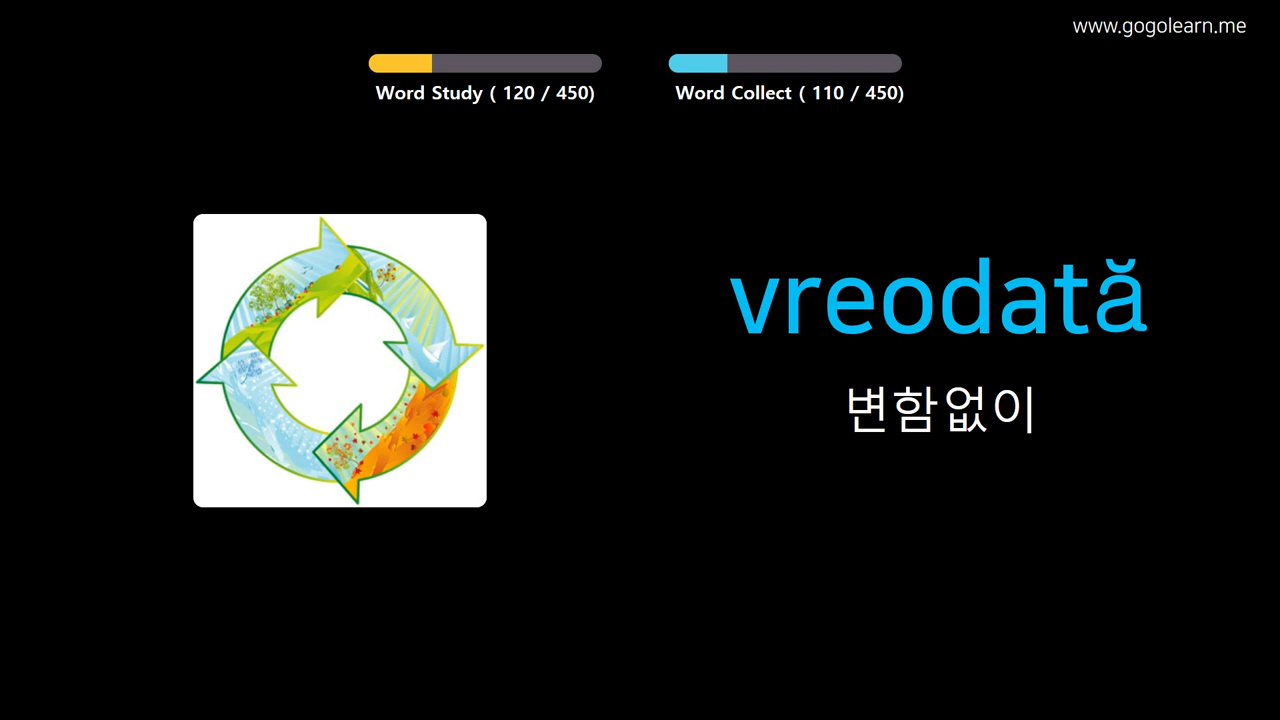 www.gogolearn.me
Word Study ( 120 / 450)
Word Collect ( 110 / 450)
vreodată
변함없이